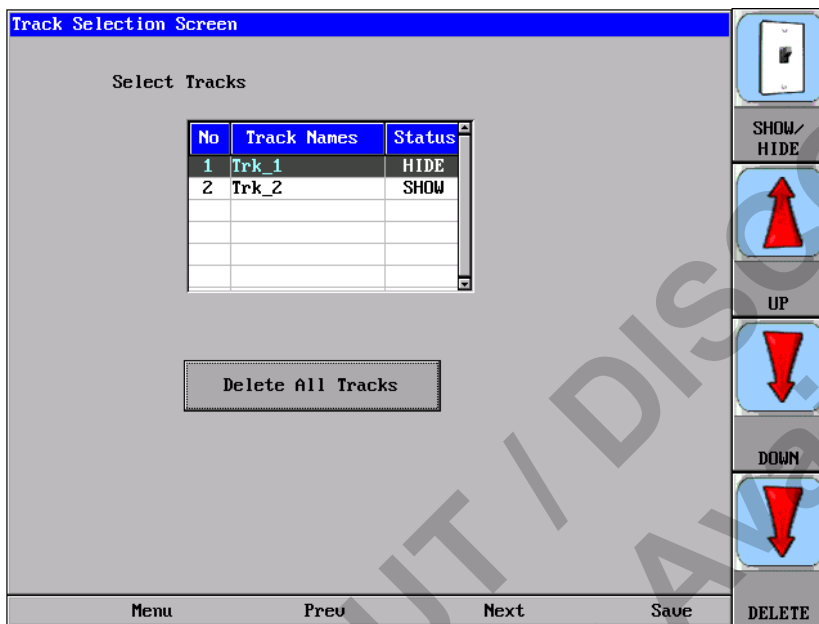 Track Selection Screen
Select Tracks
No Track Names Status
1 Trk_1 HIDE
2 Trk_2 SHOW
Delete All Tracks
Menu Prev Next Save
SHOW/
HIDE
UP
DOWN
DELETE